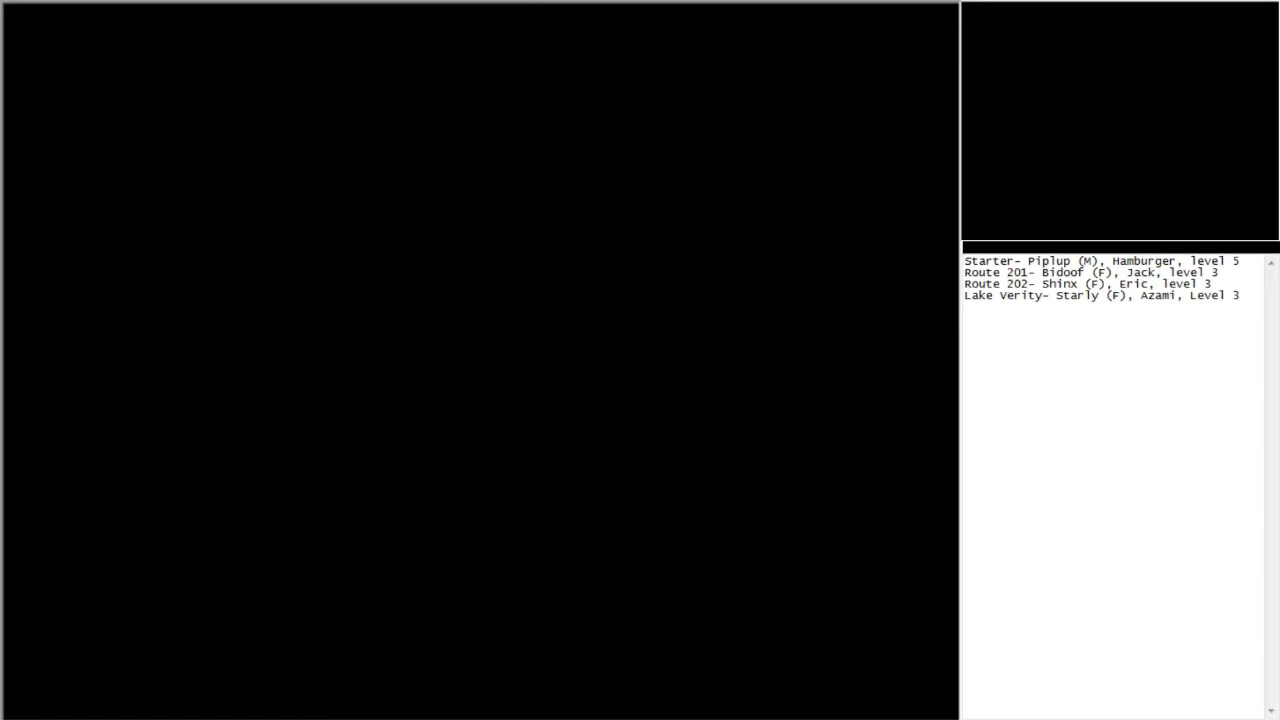 Starter- Piplup (M), Hamburger, level 5
Route 201- Bidoof (F), Jack, level 3
Route 202- Shinx (F), Eric, level 3
Lake Verity- Starly (F), Azami, Level 3